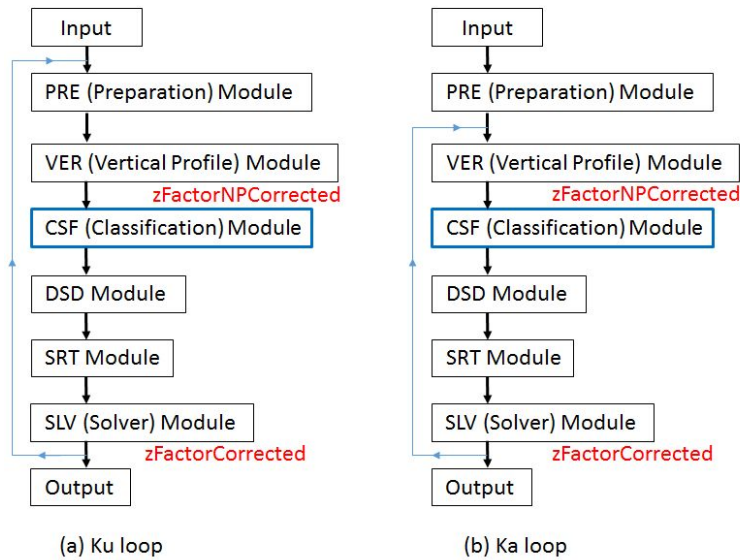 Input
PRE (Preparation) Module
VER (Vertical Profile) Module
zFactorNPCorrected
CSF (Classification) Module
DSD Module
SRT Module
SLV (Solver) Module
zFactorCorrected
Output
(a) Ku loop
Input
PRE (Preparation) Module
VER (Vertical Profile) Module
zFactorNPCorrected
CSF (Classification) Module
DSD Module
SRT Module
SLV (Solver) Module
zFactorCorrected
Output
(b) Ka loop